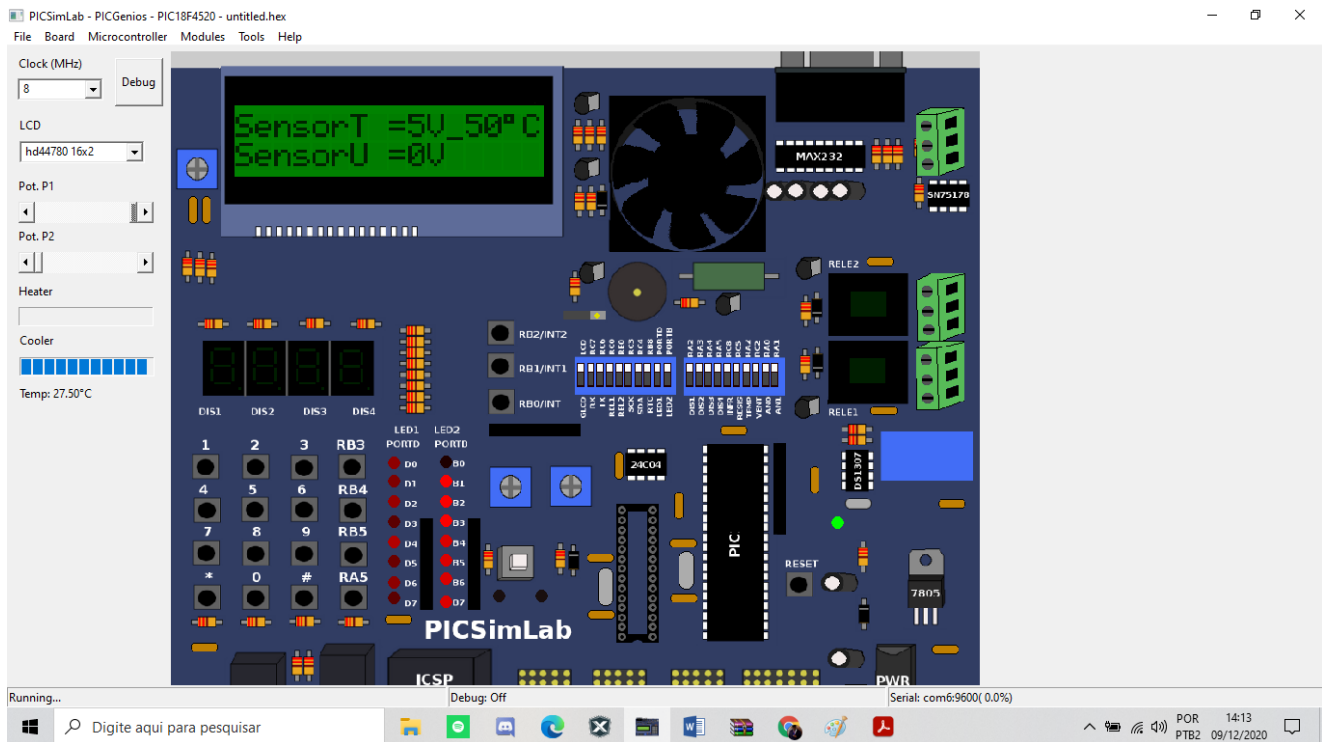 PICSimLab - PICGenios - PIC18F4520 - untitled.hex
File Board Microcontroller Modules Tools Help
Clock (MHz)
8
Debug
LCD
hd44780 16x2
Pot. P1
Pot. P2
Heater
Cooler
Temp: 27.50°C
SensorT =5V_50°C
SensorU =0V
MAX232
SN75178
RELE2
RELE1
RB2/INT2
RB1/INT1
RB0/INT
DIS1 DIS2 DIS3 DIS4
LED1 LED2
PORTD PORTD
1 2 3 RB3
4 5 6 RB4
7 8 9 RB5
* 0 # RA5
D0 B0
D1 B1
D2 B2
D3 B3
D4 B4
D5 B5
D6 B6
D7 B7
24C04
DS1307
PIC
RESET
7805
PICSimLab
ICSP
PWR
Running...
Debug: Off
Serial: com6:9600( 0.0%)
Digite aqui para pesquisar
POR
PTB2
14:13
09/12/2020